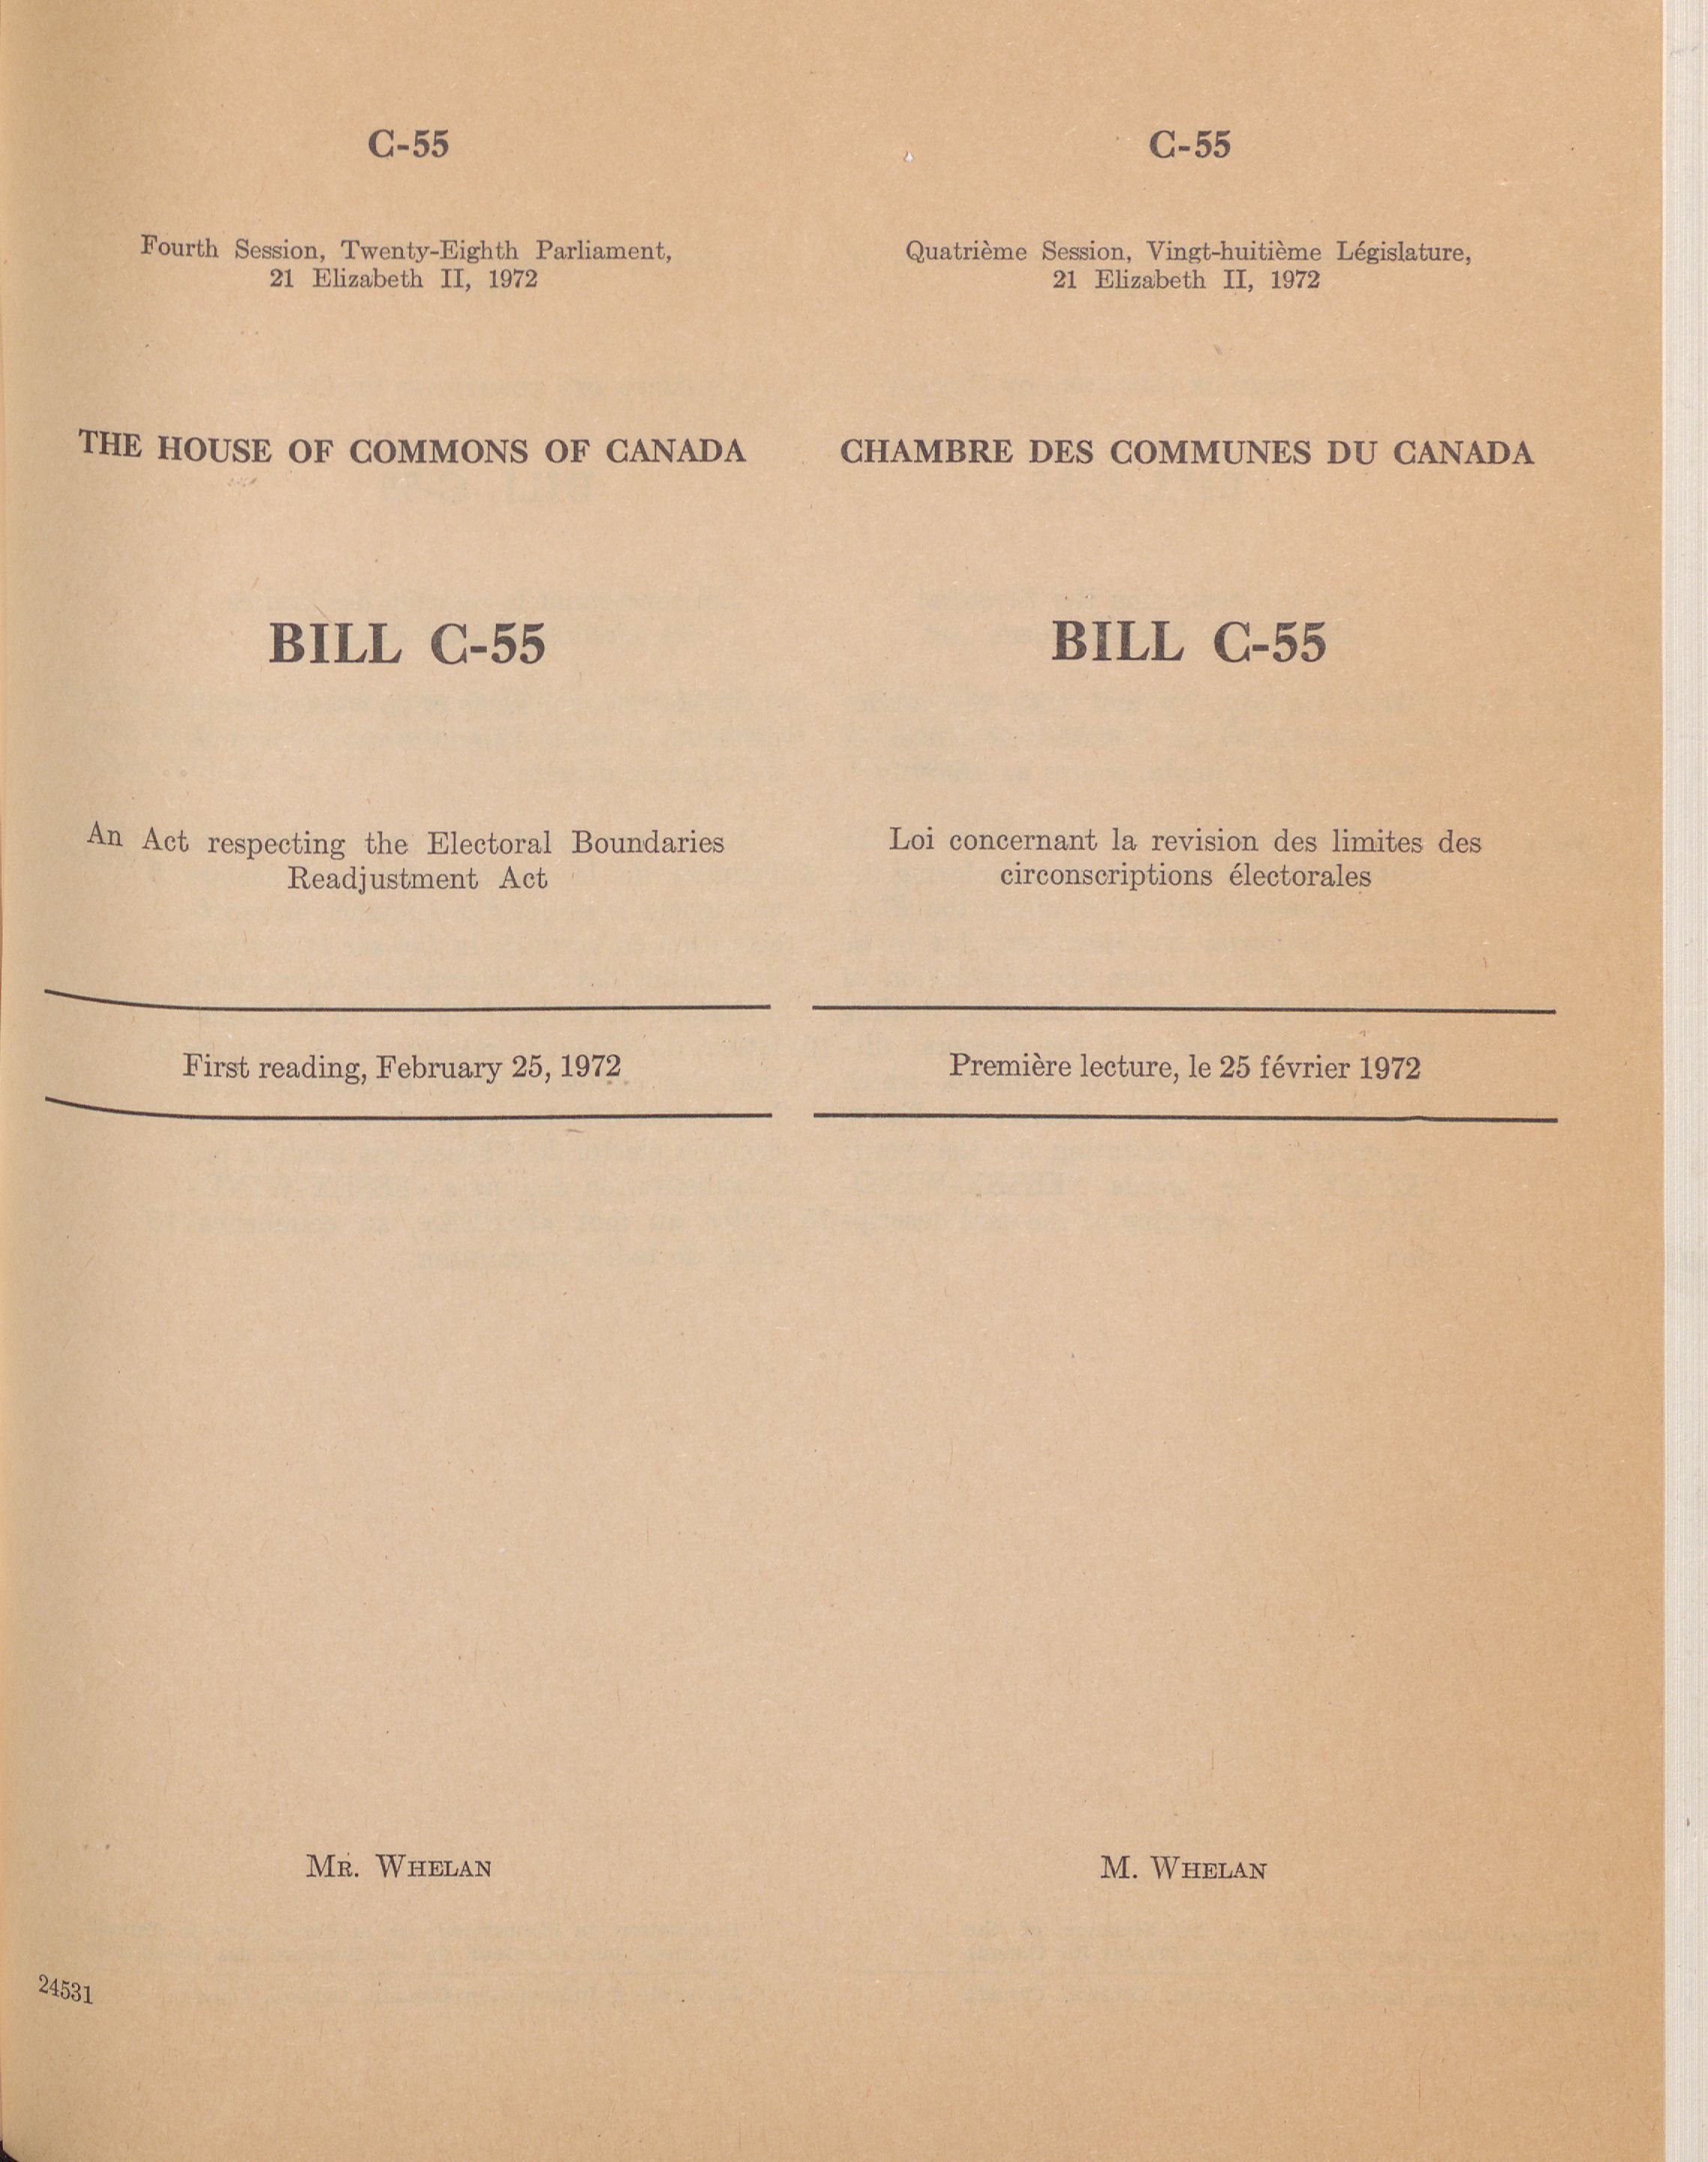 C-55
Fourth Session, Twenty-Eighth Parliament,
21 Elizabeth II, 1972
THE HOUSE OF COMMONS OF CANADA
BILL C-55
An Act respecting the Electoral Boundaries
Readjustment Act
First reading, February 25, 1972
MR. WHELAN
24531
C-55
Quatrième Session, Vingt-huitième Législature,
21 Elizabeth II, 1972
CHAMBRE DES COMMUNES DU CANADA
BILL C-55
Loi concernant la revision des limites des
circonscriptions électorales
Première lecture, le 25 février 1972
M. WHELAN